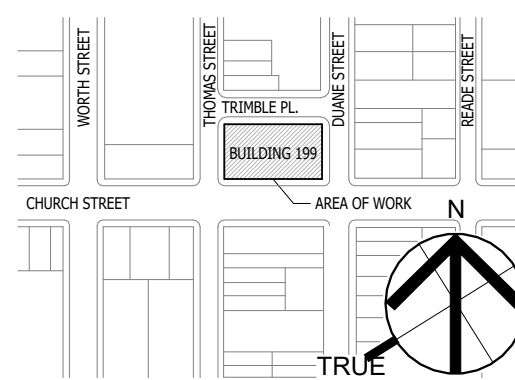 WORTH STREET
THOMAS STREET
DUANE STREET
READE STREET
TRIMBLE PL.
BUILDING 199
CHURCH STREET
AREA OF WORK
N
TRUE